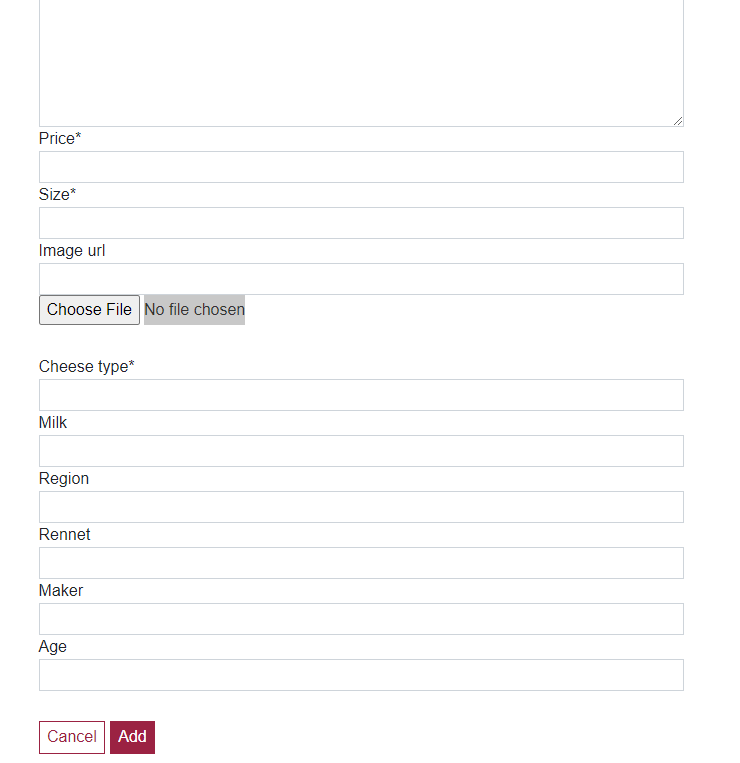 Price*
Size*
Image url
Choose File No file chosen
Cheese type*
Milk
Region
Rennet
Maker
Age
Cancel Add